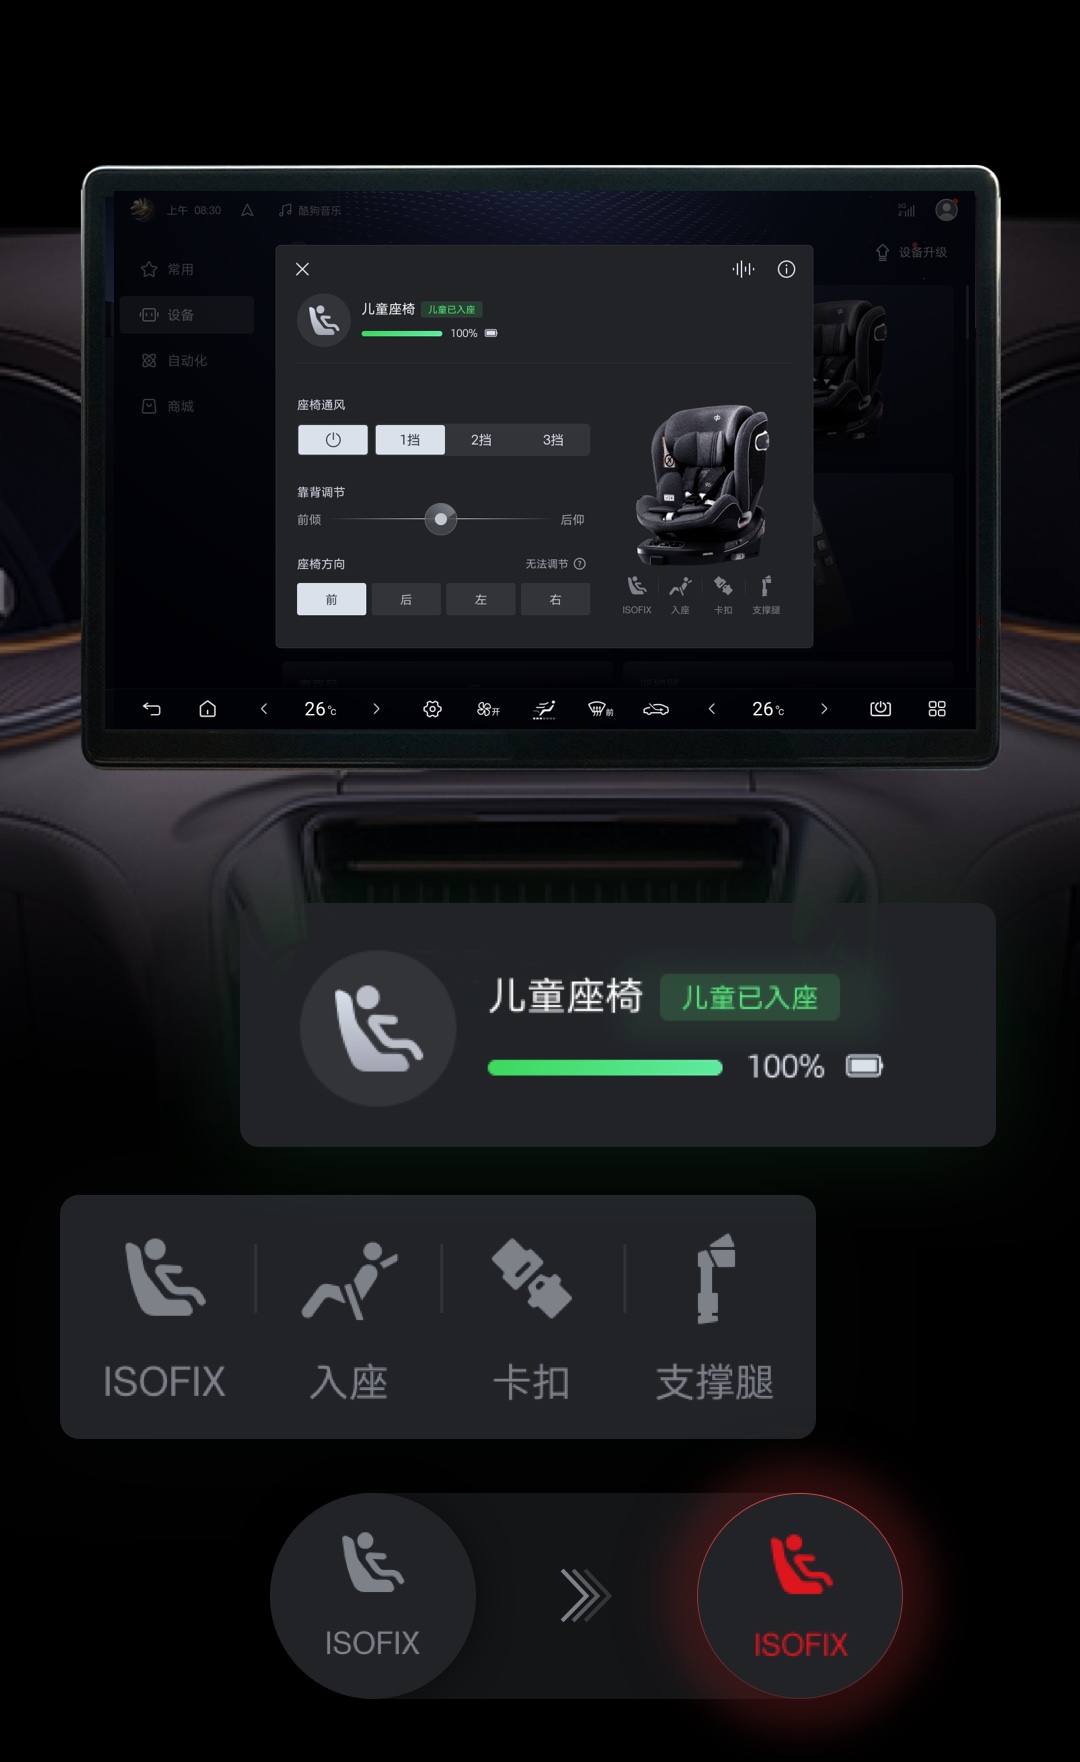 上午 08:30
酷狗音乐
5G
设备升级
常用
设备
自动化
商城
儿童座椅 儿童已入座
100%
座椅通风
1挡 2挡 3挡
靠背调节
前倾 后仰
座椅方向 无法调节
前 后 左 右
ISOFIX 入座 卡扣 支撑腿
26℃ 开 前 26℃
儿童座椅 儿童已入座
100%
ISOFIX 入座 卡扣 支撑腿
ISOFIX ISOFIX